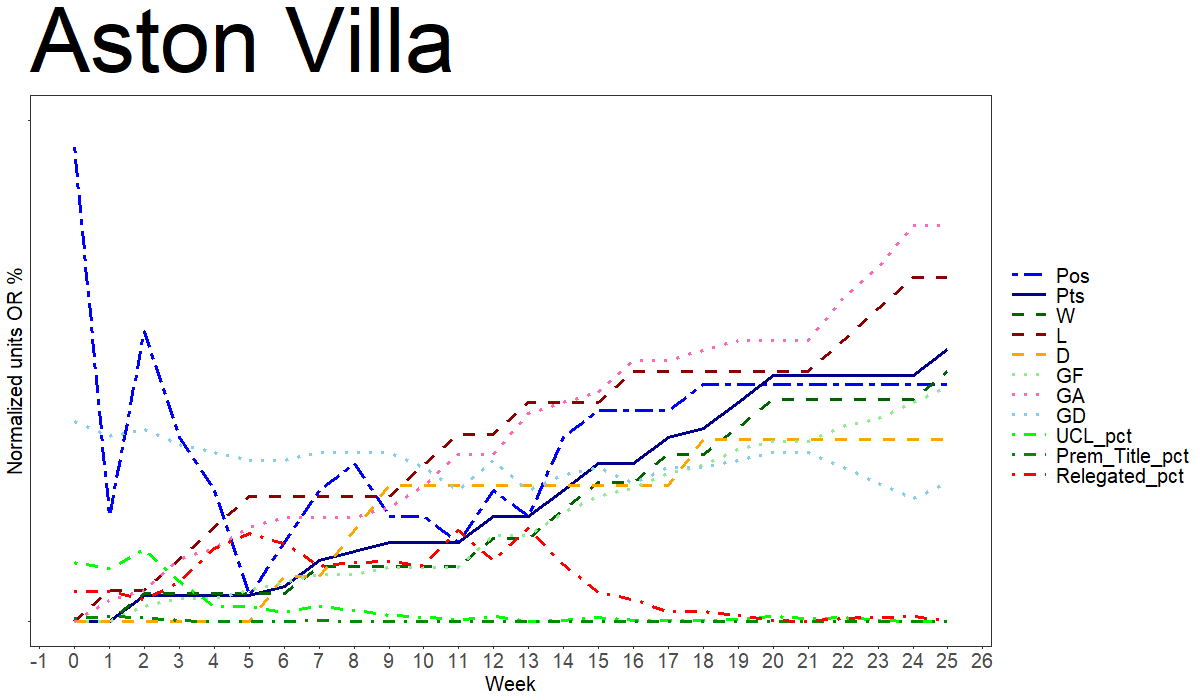 Aston Villa
Normalized units OR %
-1 0 1 2 3 4 5 6 7 8 9 10 11 12 13 14 15 16 17 18 19 20 21 22 23 24 25 26
Week
Pos
Pts
W
L
D
GF
GA
GD
UCL_pct
Prem_Title_pct
Relegated_pct